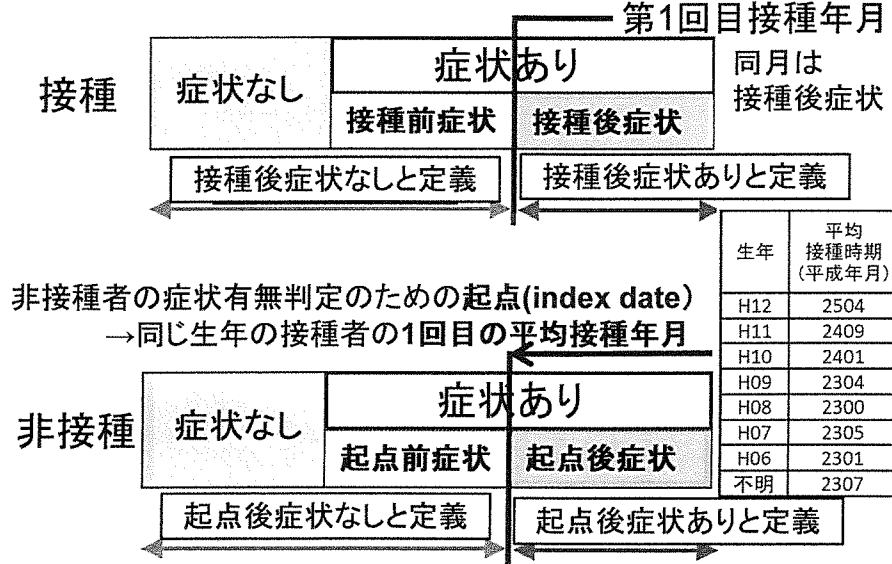 第1回目接種年月
接種
症状なし
症状あり
接種前症状
接種後症状
同月は
接種後症状
接種後症状なしと定義
接種後症状ありと定義
非接種者の症状有無判定のための起点(index date)
→同じ生年の接種者の1回目の平均接種年月
非接種
症状なし
症状あり
起点前症状
起点後症状
起点後症状なしと定義
起点後症状ありと定義
生年 平均接種時期(平成年月)
H12 2504
H11 2409
H10 2401
H09 2304
H08 2300
H07 2305
H06 2301
不明 2307